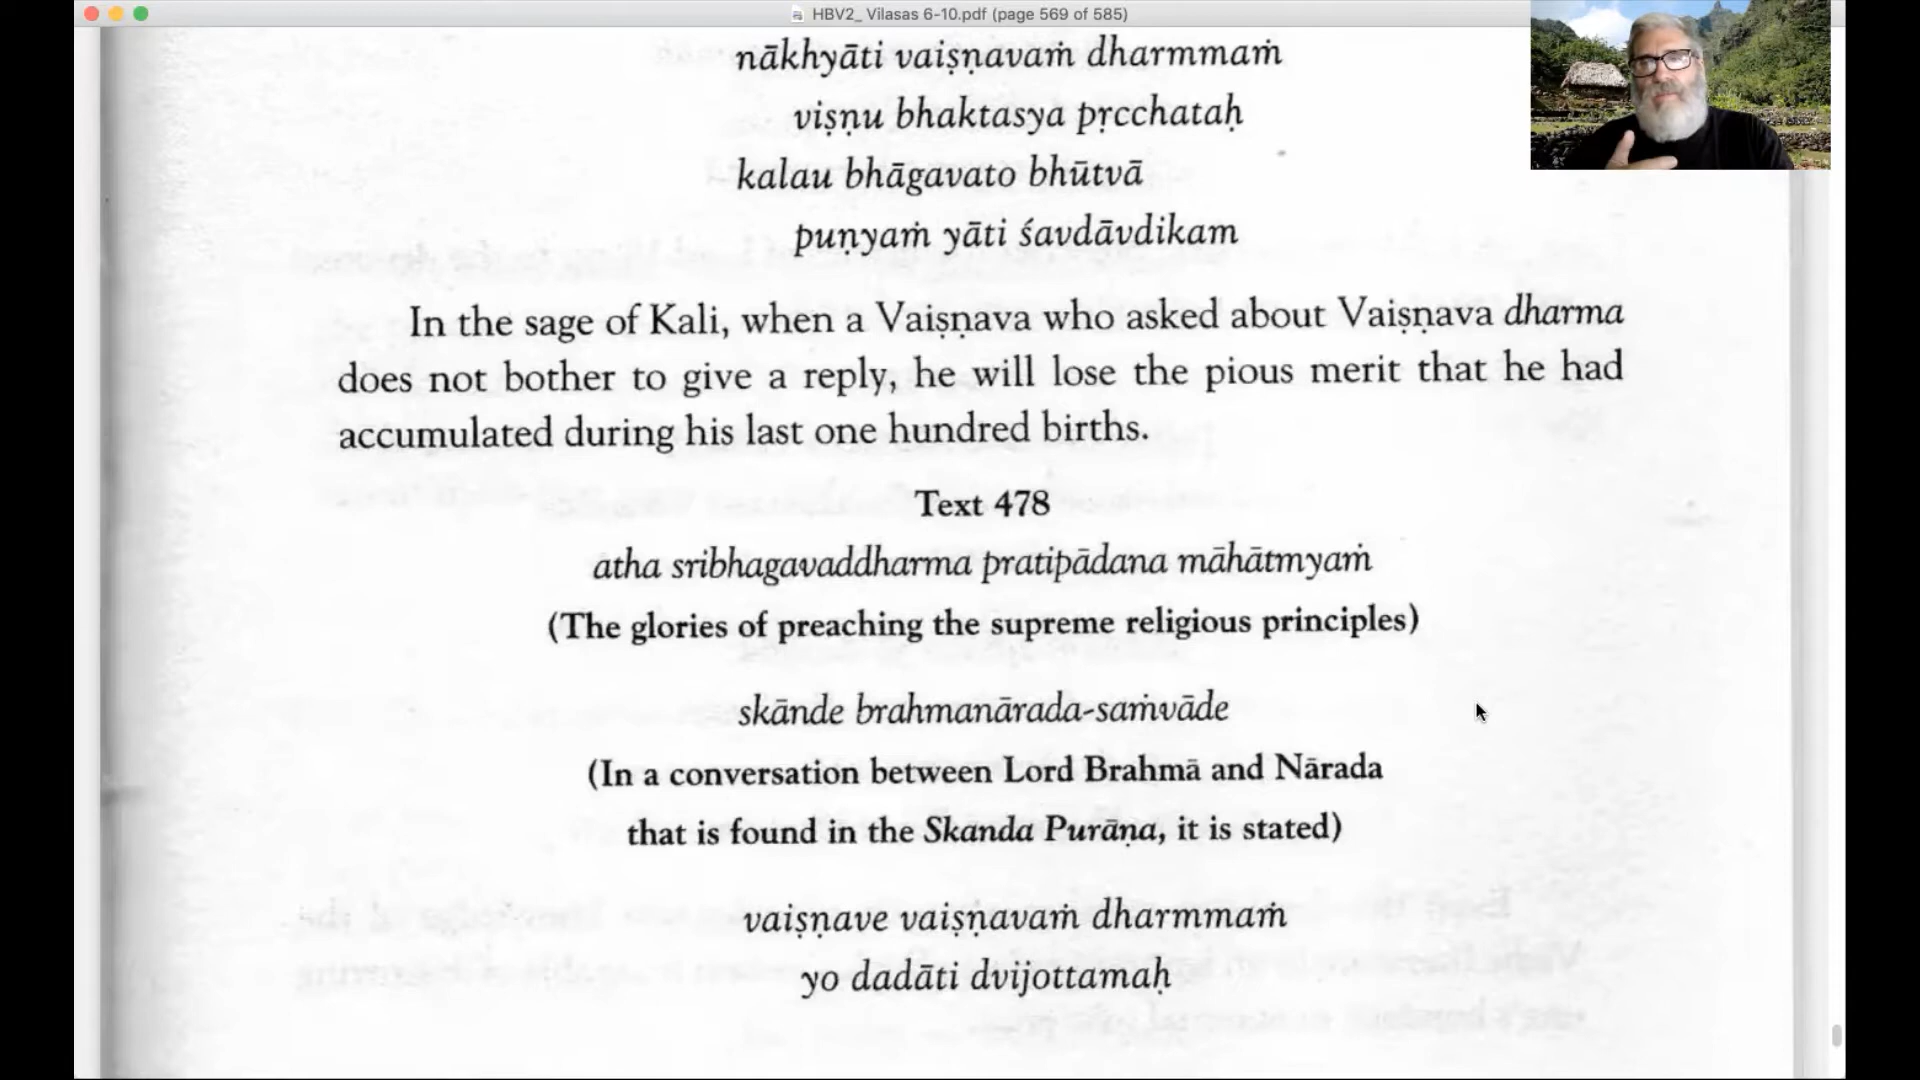 HBV2_ Vilasas 6-10.pdf (page 569 of 585)
nākhyāti vaiṣṇavaṁ dharmmaṁ
viṣṇu bhaktasya pṛcchataḥ
kalau bhāgavato bhūtvā
puṇyaṁ yāti śavdāvdikam
In the sage of Kali, when a Vaiṣṇava who asked about Vaiṣṇava dharma
does not bother to give a reply, he will lose the pious merit that he had
accumulated during his last one hundred births.
Text 478
atha sribhagavaddharma pratipādana māhātmyaṁ
(The glories of preaching the supreme religious principles)
skānde brahmanārada-saṁvāde
(In a conversation between Lord Brahmā and Nārada
that is found in the Skanda Purāṇa, it is stated)
vaiṣṇave vaiṣṇavaṁ dharmmaṁ
yo dadāti dvijottamaḥ